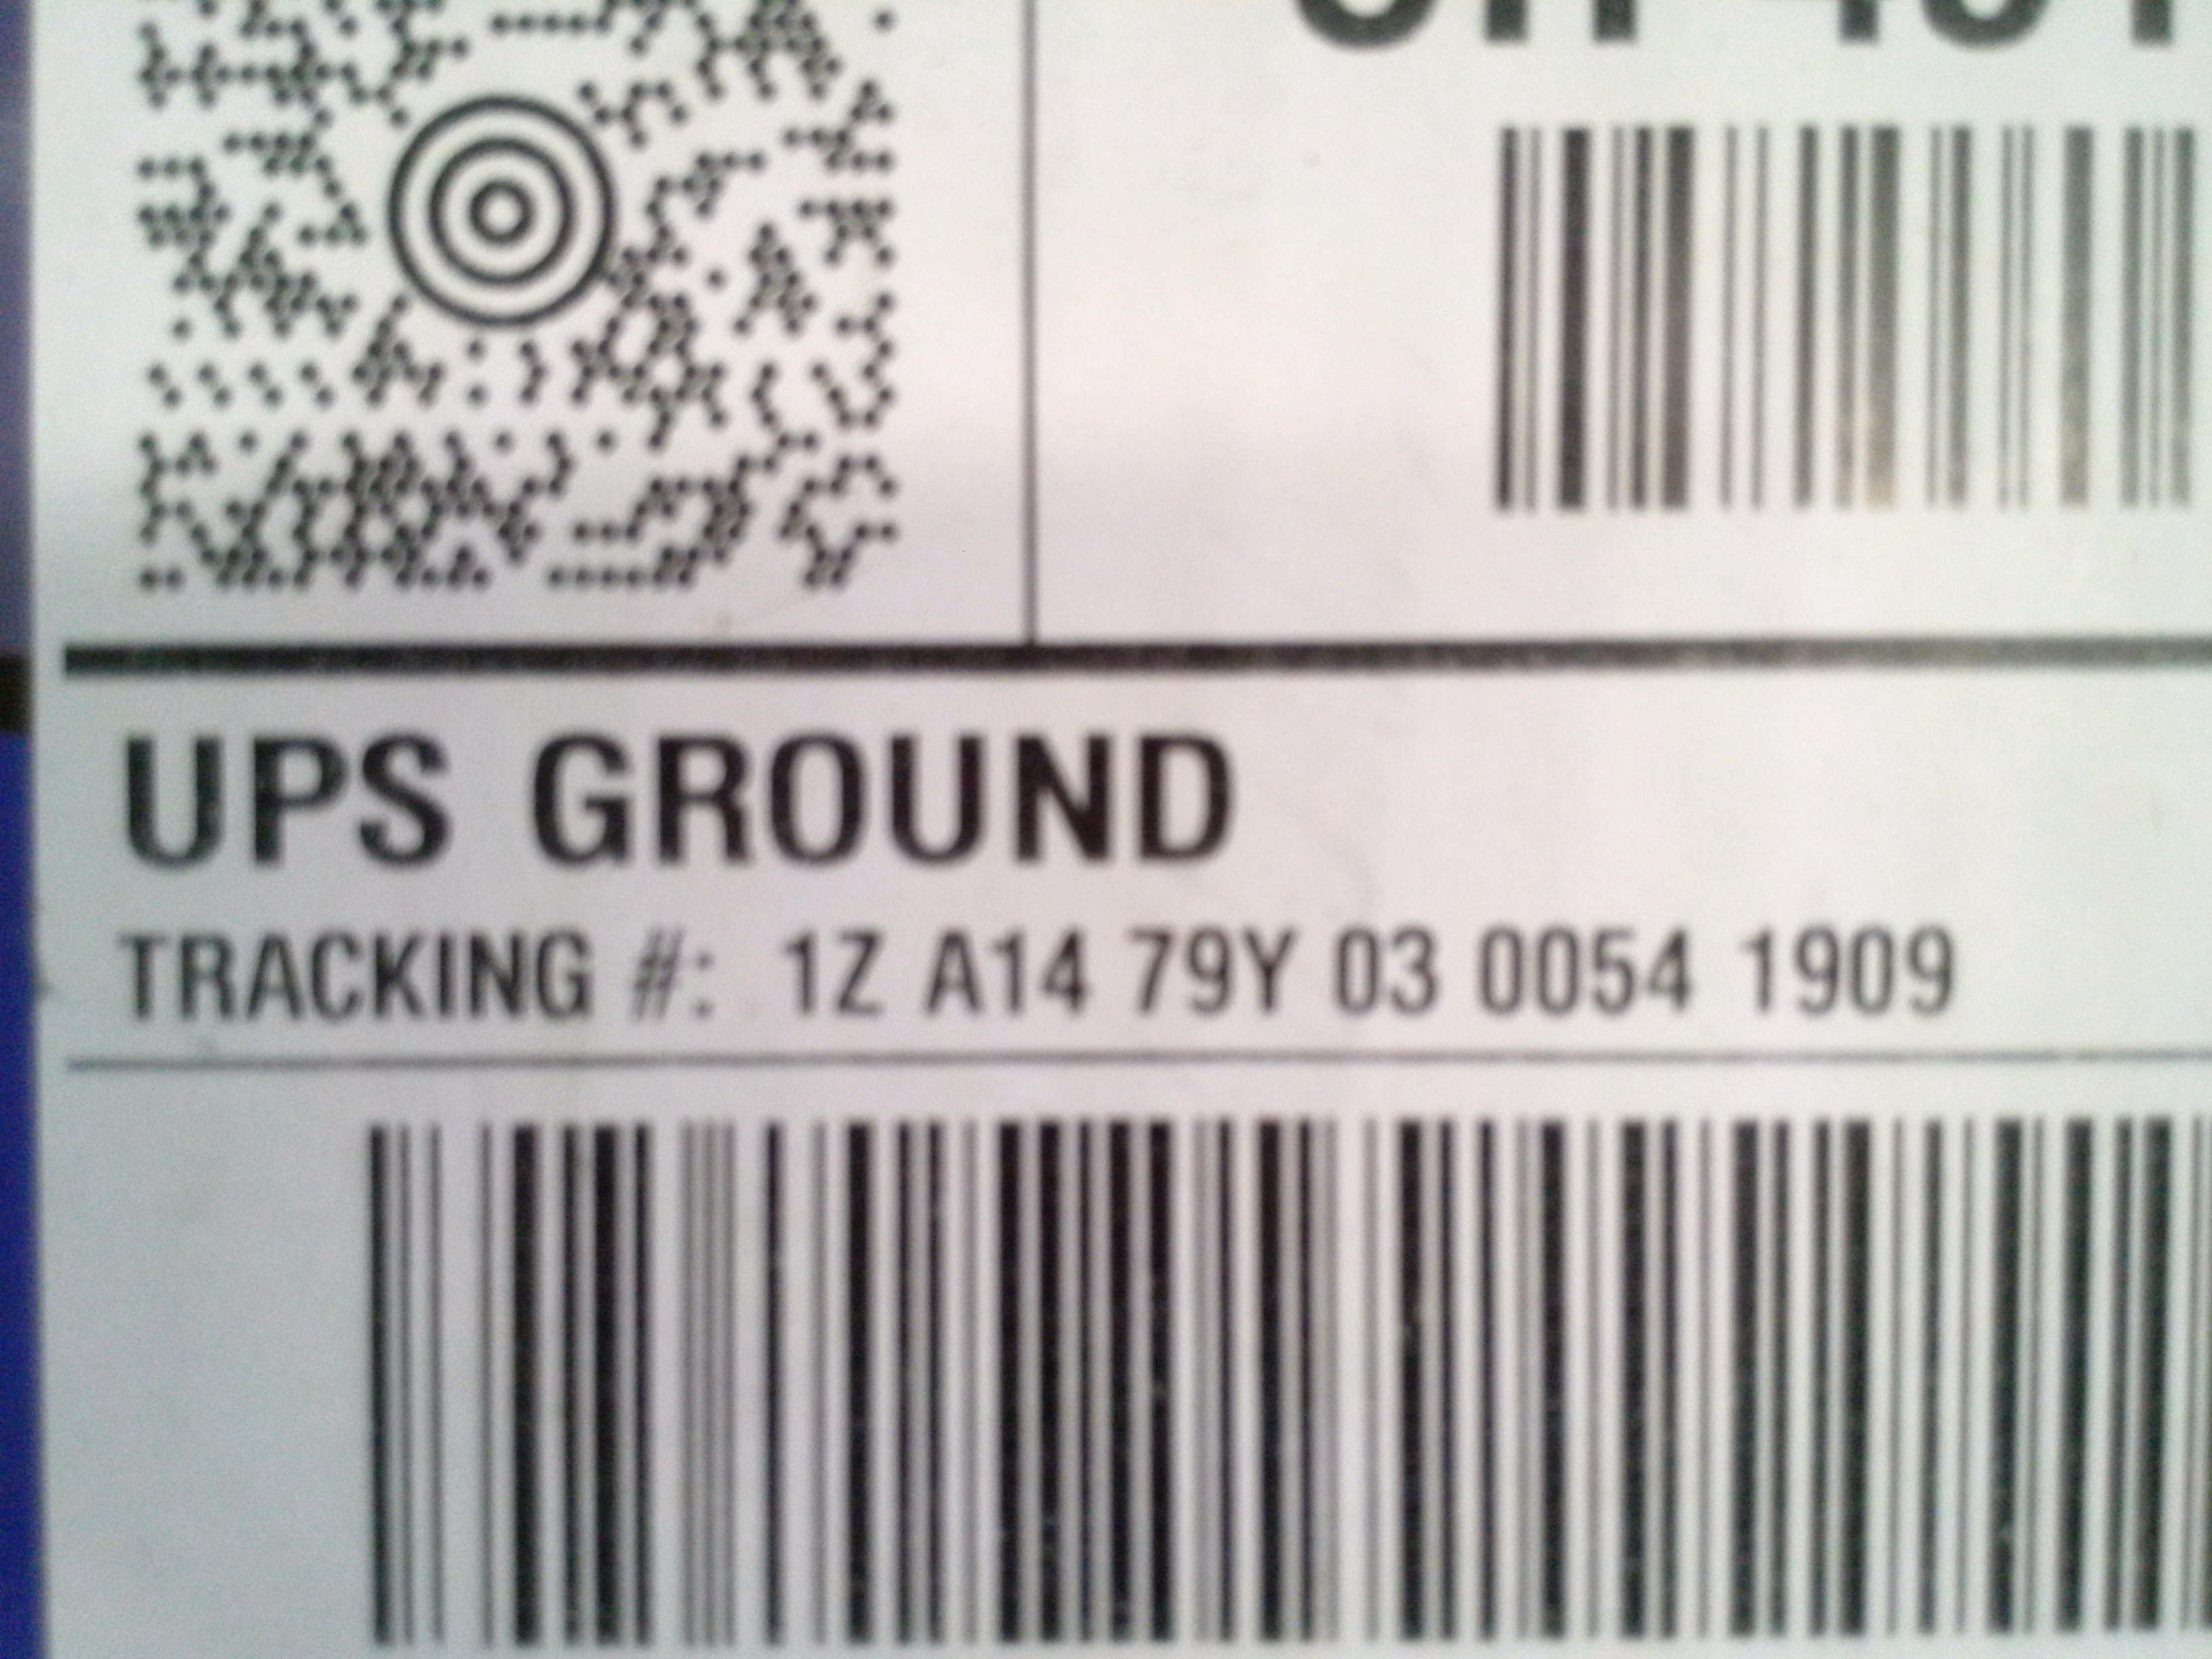 UPS GROUND
TRACKING #: 1Z A14 79Y 03 0054 1909